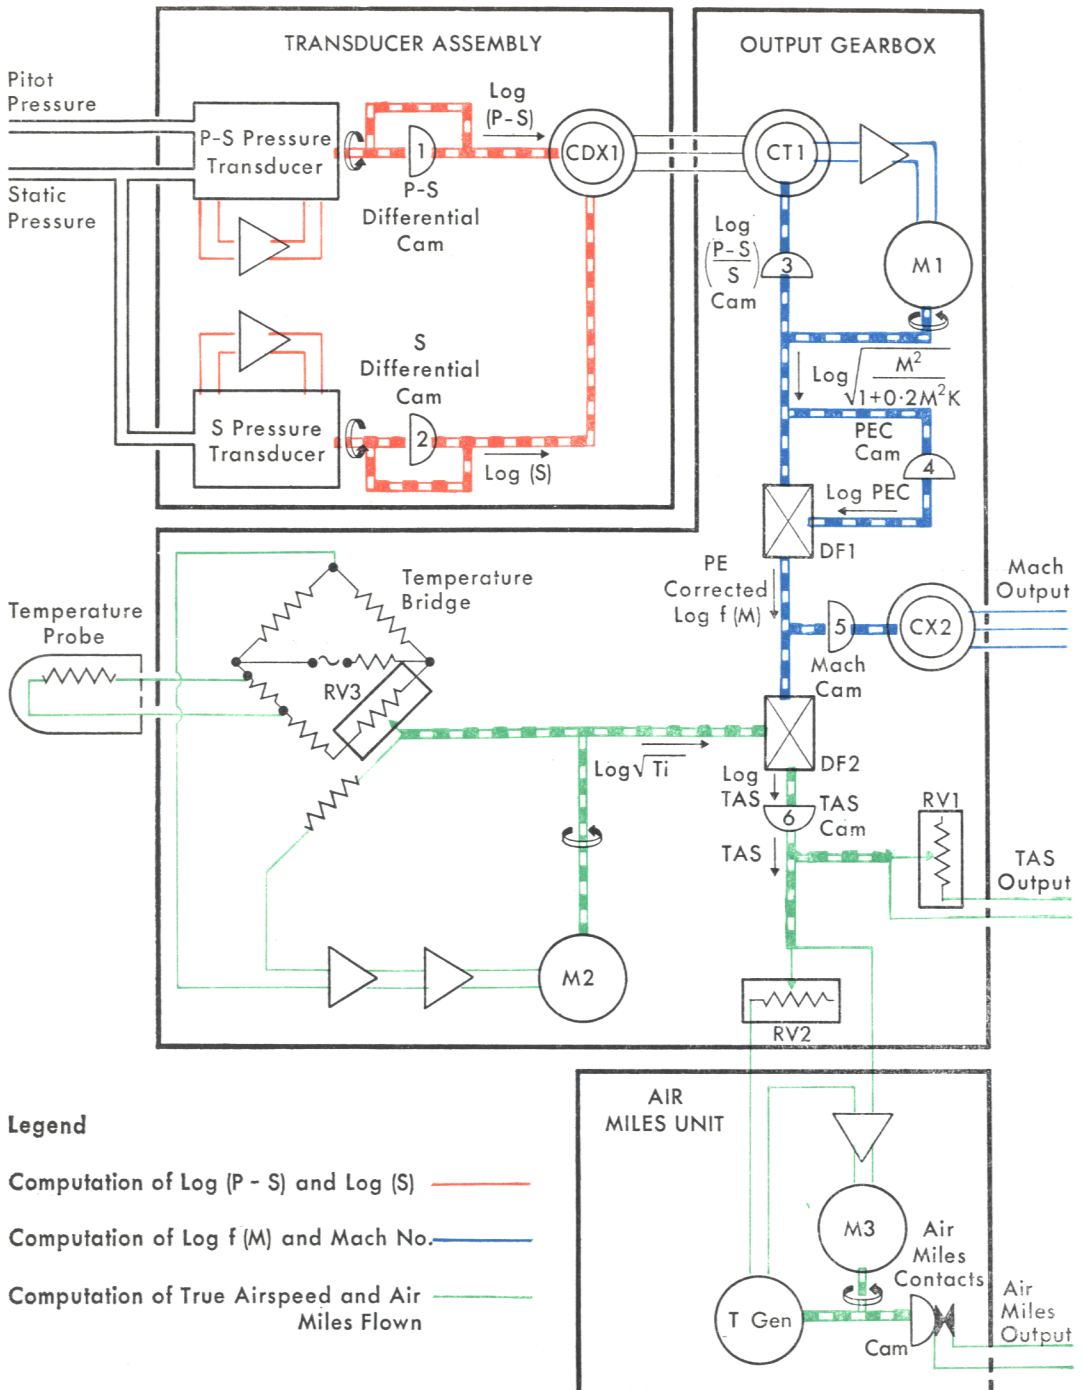 TRANSDUCER ASSEMBLY
OUTPUT GEARBOX
Pitot
Pressure
P-S Pressure
Transducer
Static
Pressure
1
P-S
Differential
Cam
Log
(P-S)
CDX1
CT1
M1
Log
(P-S
S)
Cam
3
S
Differential
Cam
S Pressure
Transducer
2
Log (S)
Log √ M²
1+0·2M²K
PEC
Cam
4
Log PEC
DF1
PE
Corrected
Log f (M)
5
Mach
Cam
CX2
Mach
Output
Temperature
Bridge
Temperature
Probe
RV3
Log√Ti
DF2
Log
TAS
6
TAS
Cam
TAS
RV1
TAS
Output
M2
RV2
AIR
MILES UNIT
M3
Air
Miles
Contacts
T Gen
Cam
Air
Miles
Output
Legend
Computation of Log (P - S) and Log (S)
Computation of Log f (M) and Mach No.
Computation of True Airspeed and Air
Miles Flown